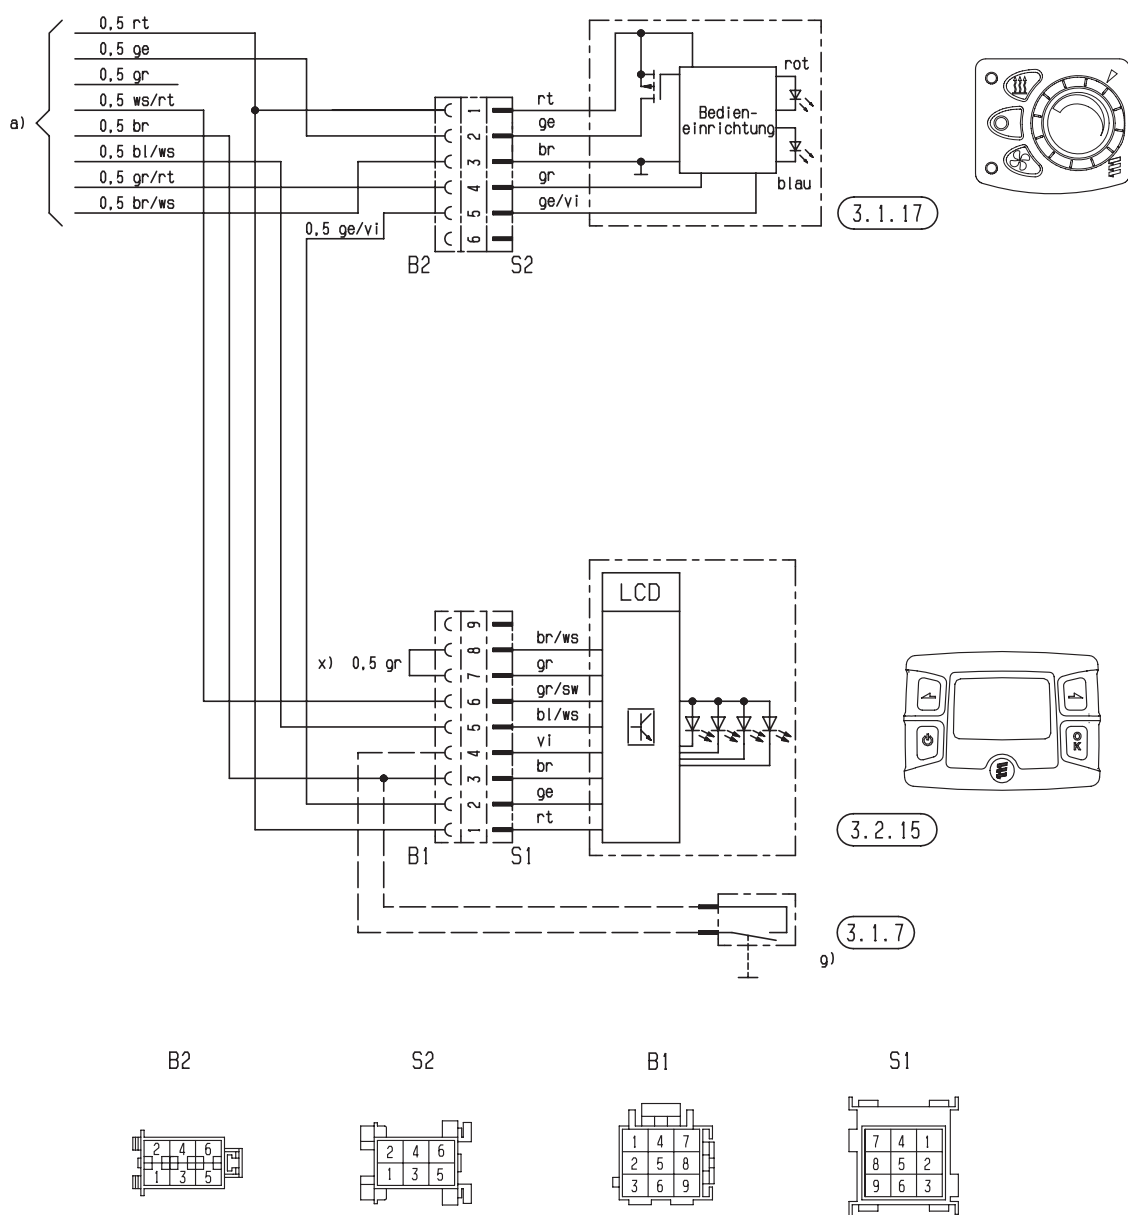 0,5 rt
0,5 ge
0,5 gr
0,5 ws/rt
a) 0,5 br
0,5 bl/ws
0,5 gr/rt
0,5 br/ws
0,5 ge/vi
1
2
3
4
5
6
B2 S2
rt
ge
br
gr
ge/vi
Bedien-
einrichtung
rot
blau
3.1.17
LCD
9
8
7
6
5
4
3
2
1
x) 0,5 gr
br/ws
gr
gr/sw
bl/ws
vi
br
ge
rt
B1 S1
OK
3.2.15
3.1.7
g)
B2 S2 B1 S1
2 4 6
1 3 5
2 4 6
1 3 5
1 4 7
2 5 8
3 6 9
7 4 1
8 5 2
9 6 3